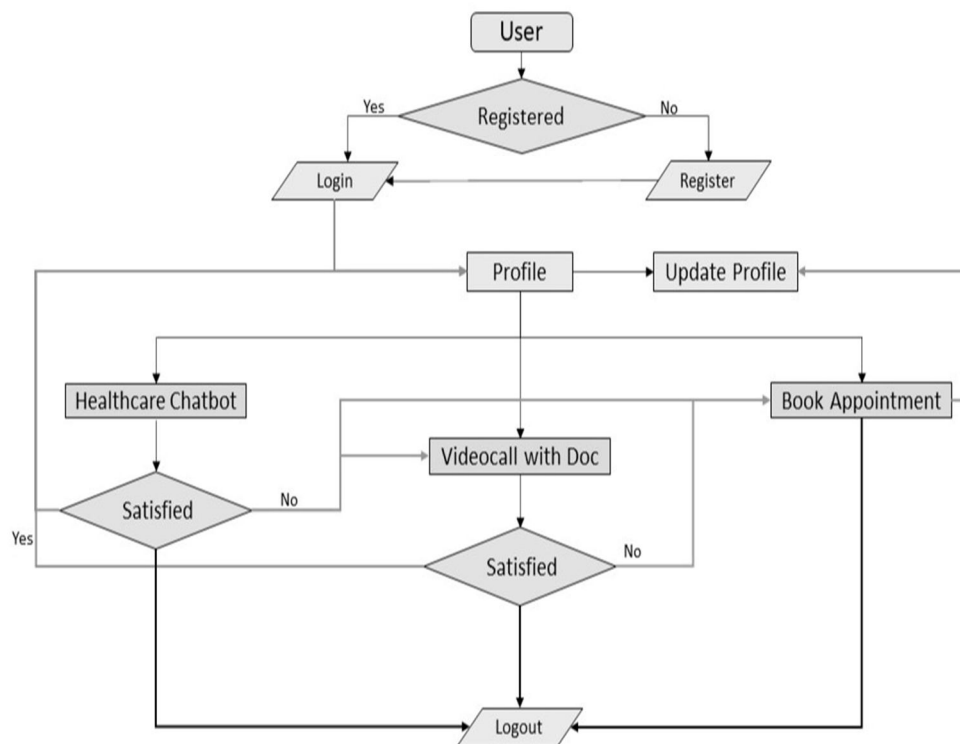 User
Yes
Registered
No
Login
Register
Profile
Update Profile
Healthcare Chatbot
Book Appointment
Videocall with Doc
Satisfied
No
Yes
Satisfied
No
Logout